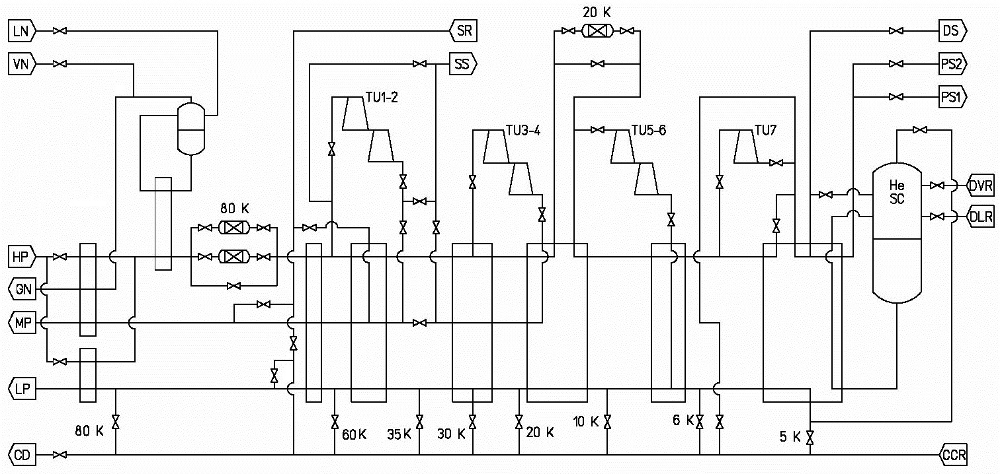 20 K
LN
SR
DS
VN
SS
PS2
TU1-2
PS1
TU3-4
TU5-6
TU7
He
SC
DVR
80 K
DLR
HP
GN
MP
LP
80 K
60 K
35 K
30 K
20 K
10 K
6 K
5 K
CD
CCR